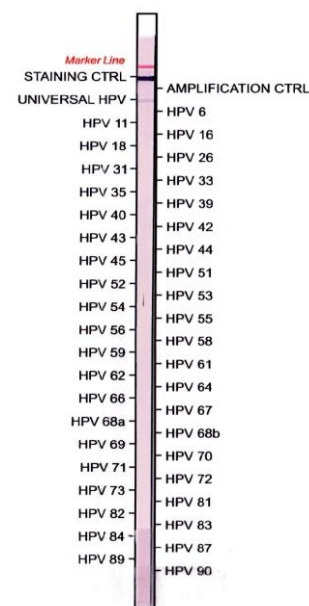 Marker Line
STAINING CTRL
AMPLIFICATION CTRL
UNIVERSAL HPV
HPV 6
HPV 11
HPV 16
HPV 18
HPV 26
HPV 31
HPV 33
HPV 35
HPV 39
HPV 40
HPV 42
HPV 43
HPV 44
HPV 45
HPV 51
HPV 52
HPV 53
HPV 54
HPV 55
HPV 56
HPV 58
HPV 59
HPV 61
HPV 62
HPV 64
HPV 66
HPV 67
HPV 68a
HPV 68b
HPV 69
HPV 70
HPV 71
HPV 72
HPV 73
HPV 81
HPV 82
HPV 83
HPV 84
HPV 87
HPV 89
HPV 90